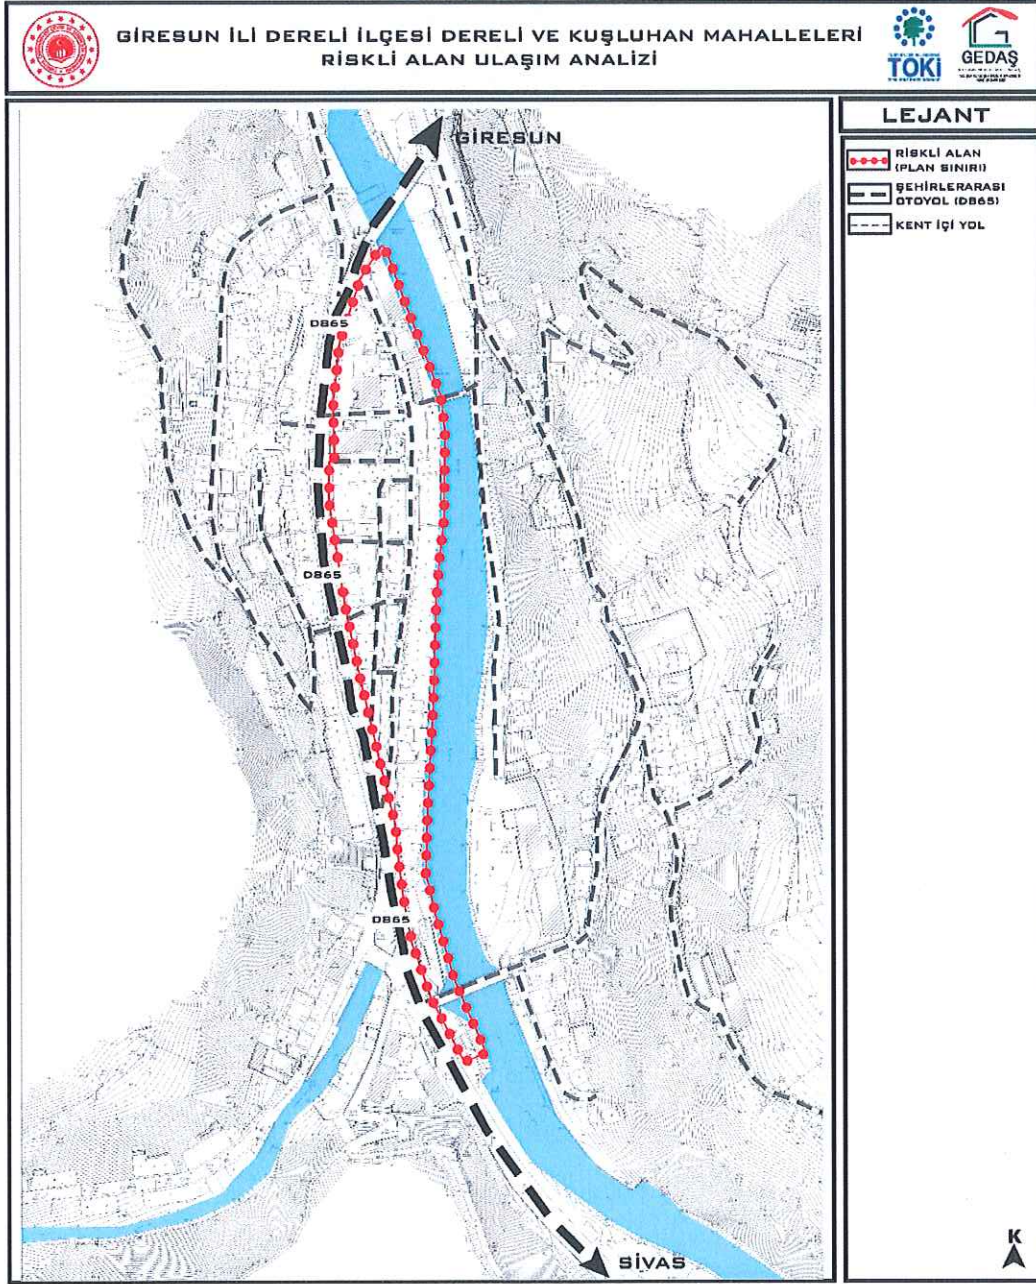 GİRESUN İLİ DERELİ İLÇESİ DERELİ VE KUŞLUHAN MAHALLELERİ
RİSKLİ ALAN ULAŞIM ANALİZİ
TOKİ
GEDAŞ
LEJANT
RİSKLİ ALAN
(PLAN SINIRI)
ŞEHİRLERARASI
OTOYOL (D865)
KENT İÇİ YOL
GİRESUN
D865
D865
D865
SİVAS
K